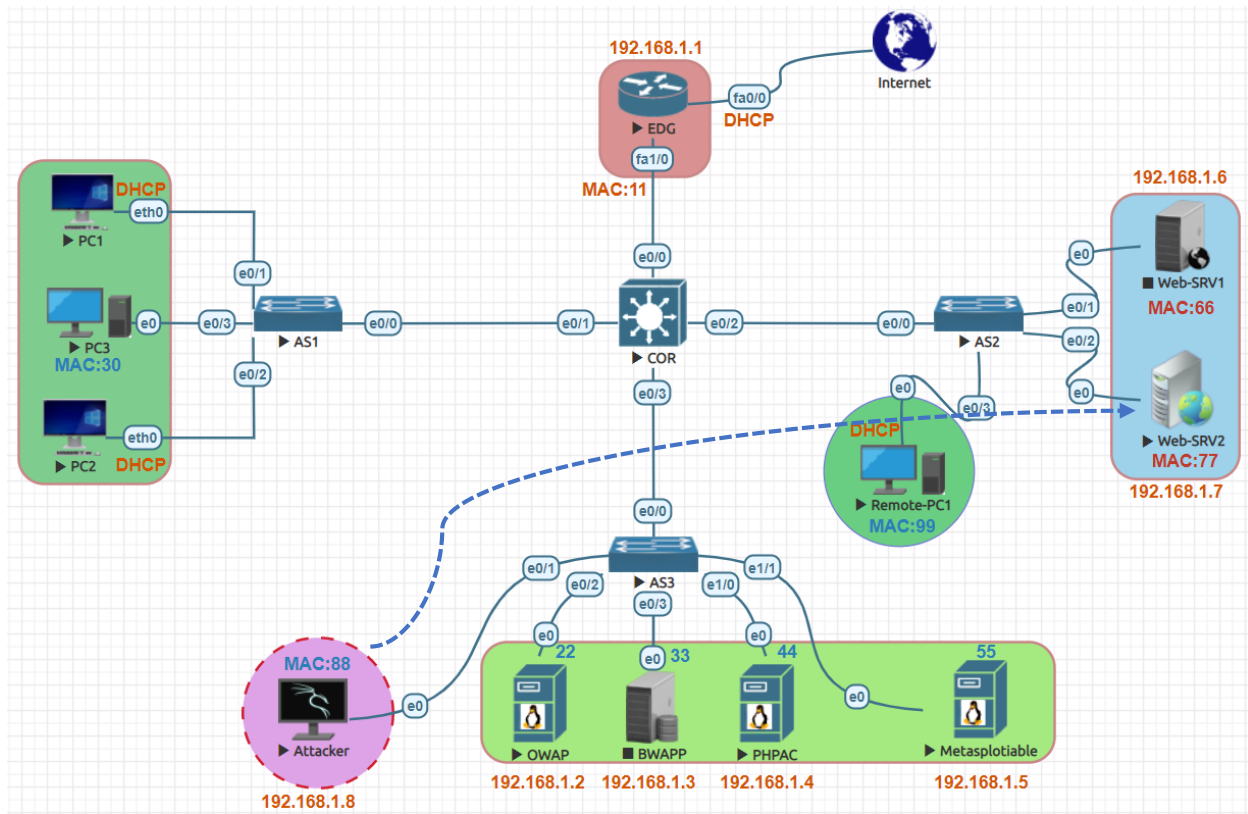 192.168.1.1
Internet
fa0/0
DHCP
EDG
fa1/0
MAC:11
192.168.1.6
DHCP
eth0
PC1
e0/1
e0/0
e0
Web-SRV1
MAC:66
e0/1
e0
e0/3
PC3
MAC:30
AS1
e0/0
e0/1
COR
e0/2
e0/0
AS2
e0/2
e0/2
e0/3
e0
e0/3
e0
Web-SRV2
MAC:77
192.168.1.7
eth0
PC2
DHCP
DHCP
Remote-PC1
MAC:99
e0/0
e0/1
e0/2
AS3
e0/3
e1/0
e1/1
e0
22
e0
33
e0
44
55
MAC:88
e0
e0
Attacker
OWAP
BWAPP
PHPAC
Metasplotiable
192.168.1.8
192.168.1.2
192.168.1.3
192.168.1.4
192.168.1.5